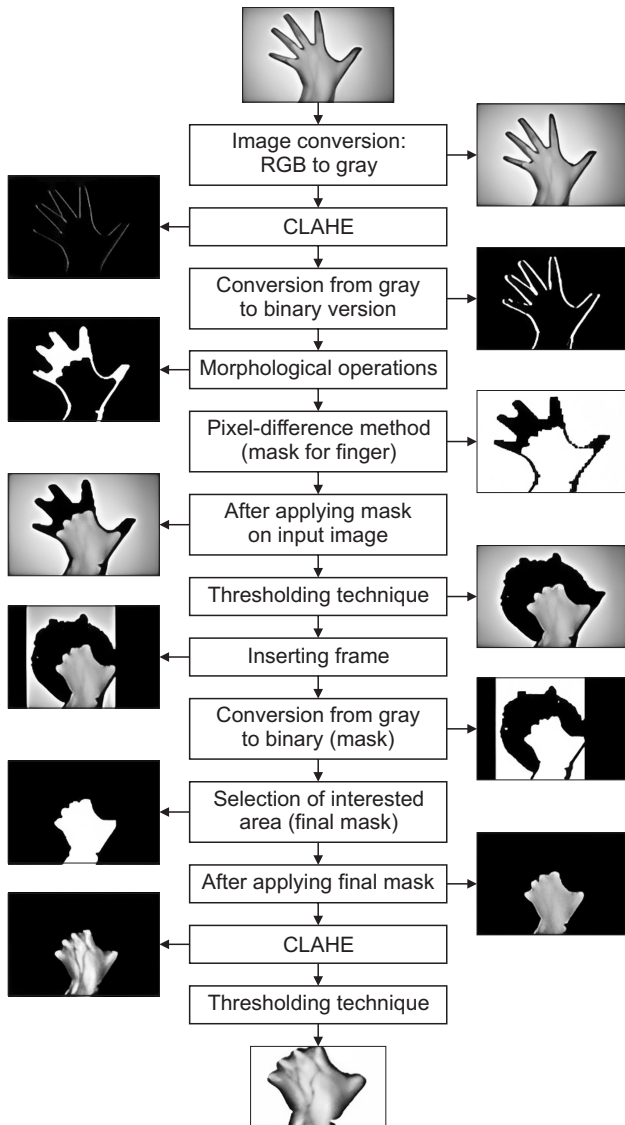 Image conversion:
RGB to gray
CLAHE
Conversion from gray
to binary version
Morphological operations
Pixel-difference method
(mask for finger)
After applying mask
on input image
Thresholding technique
Inserting frame
Conversion from gray
to binary (mask)
Selection of interested
area (final mask)
After applying final mask
CLAHE
Thresholding technique